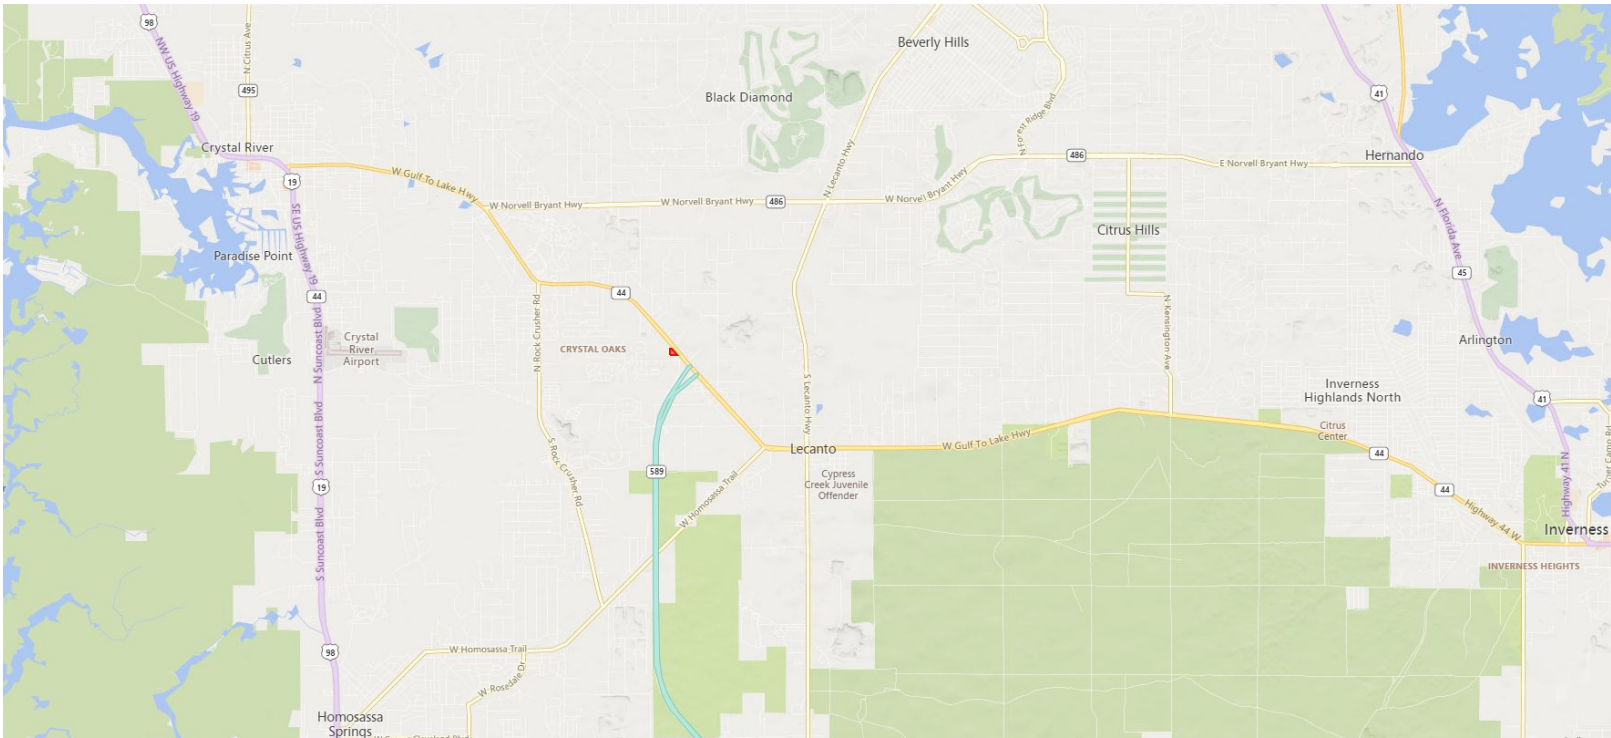 98
NW US Highway 19
N Citrus Ave
495
Crystal River
19
SE US Highway 19
W Gulf To Lake Hwy
W Norvell Bryant Hwy
W Norvell Bryant Hwy
486
W Norvell Bryant Hwy
Black Diamond
Beverly Hills
N Lecanto Hwy
N Forest Ridge Blvd
486
E Norvell Bryant Hwy
41
Hernando
N Florida Ave
45
Paradise Point
44
N Suncoast Blvd
Crystal
River
Airport
Cutlers
N Rock Crusher Rd
44
CRYSTAL OAKS
Citrus Hills
N Kensington Ave
Arlington
Inverness
Highlands North
41
S Suncoast Blvd
19
S Suncoast Blvd
S Rock Crusher Rd
589
W Homosassa Trail
S Lecanto Hwy
Lecanto
W Gulf To Lake Hwy
Cypress
Creek Juvenile
Offender
Citrus
Center
44
44
Highway 44 W
Highway 41 N
Turner Camp Rd
Inverness
INVERNESS HEIGHTS
98
W Homosassa Trail
W Rosedale Dr
Homosassa
Springs